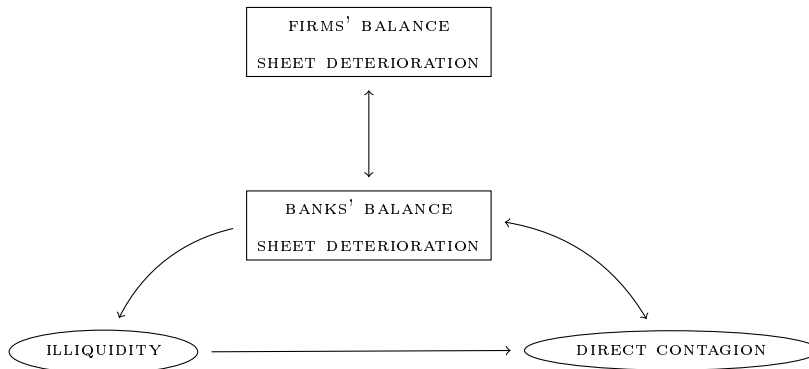 FIRMS' BALANCE
SHEET DETERIORATION
BANKS' BALANCE
SHEET DETERIORATION
ILLIQUIDITY
DIRECT CONTAGION